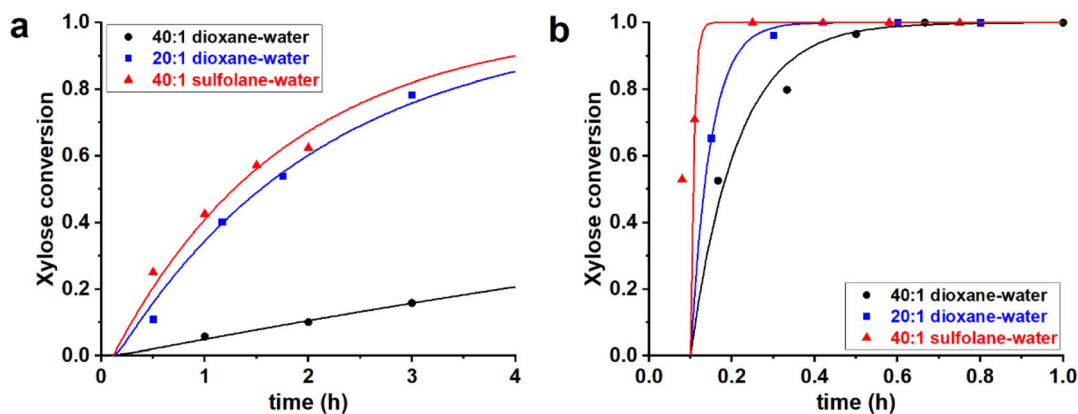 a
40:1 dioxane-water
20:1 dioxane-water
40:1 sulfolane-water
Xylose conversion
1.0
0.8
0.6
0.4
0.2
0.0
0 1 2 3 4
time (h)
b
Xylose conversion
1.0
0.8
0.6
0.4
0.2
0.0
40:1 dioxane-water
20:1 dioxane-water
40:1 sulfolane-water
0.0 0.2 0.4 0.6 0.8 1.0
time (h)